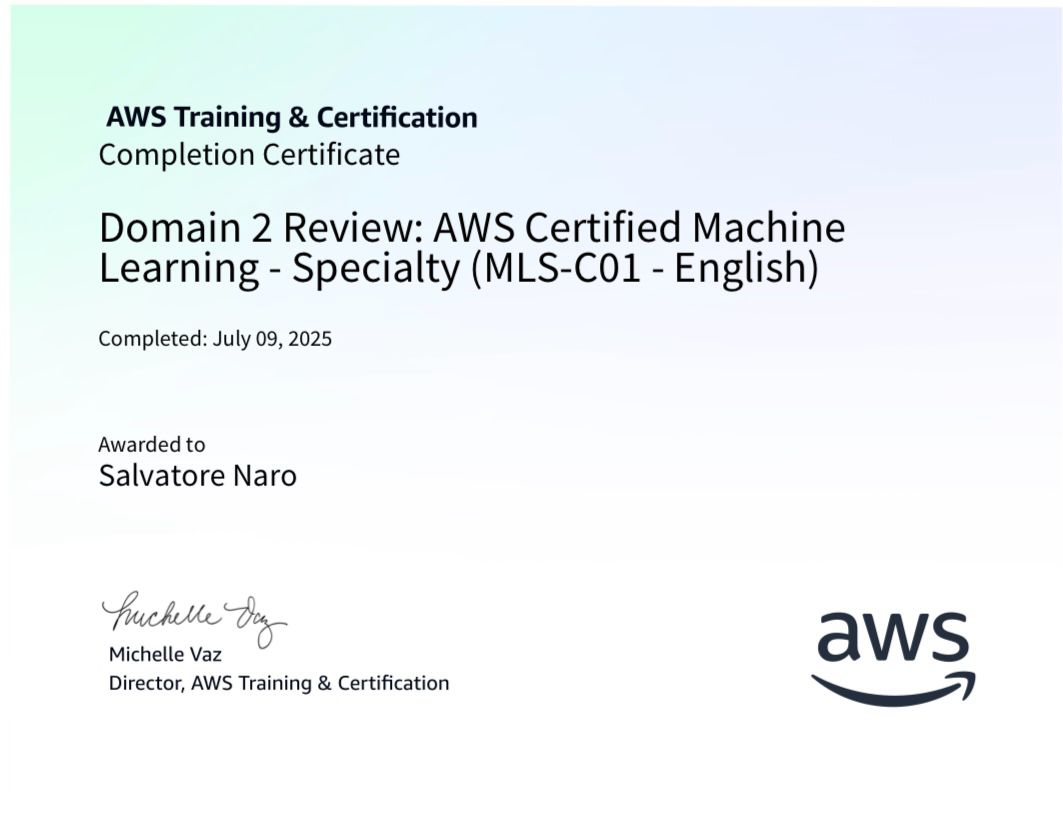 AWS Training & Certification
Completion Certificate
Domain 2 Review: AWS Certified Machine
Learning - Specialty (MLS-C01 - English)
Completed: July 09, 2025
Awarded to
Salvatore Naro
Michelle Vaz
Michelle Vaz
Director, AWS Training & Certification
aws